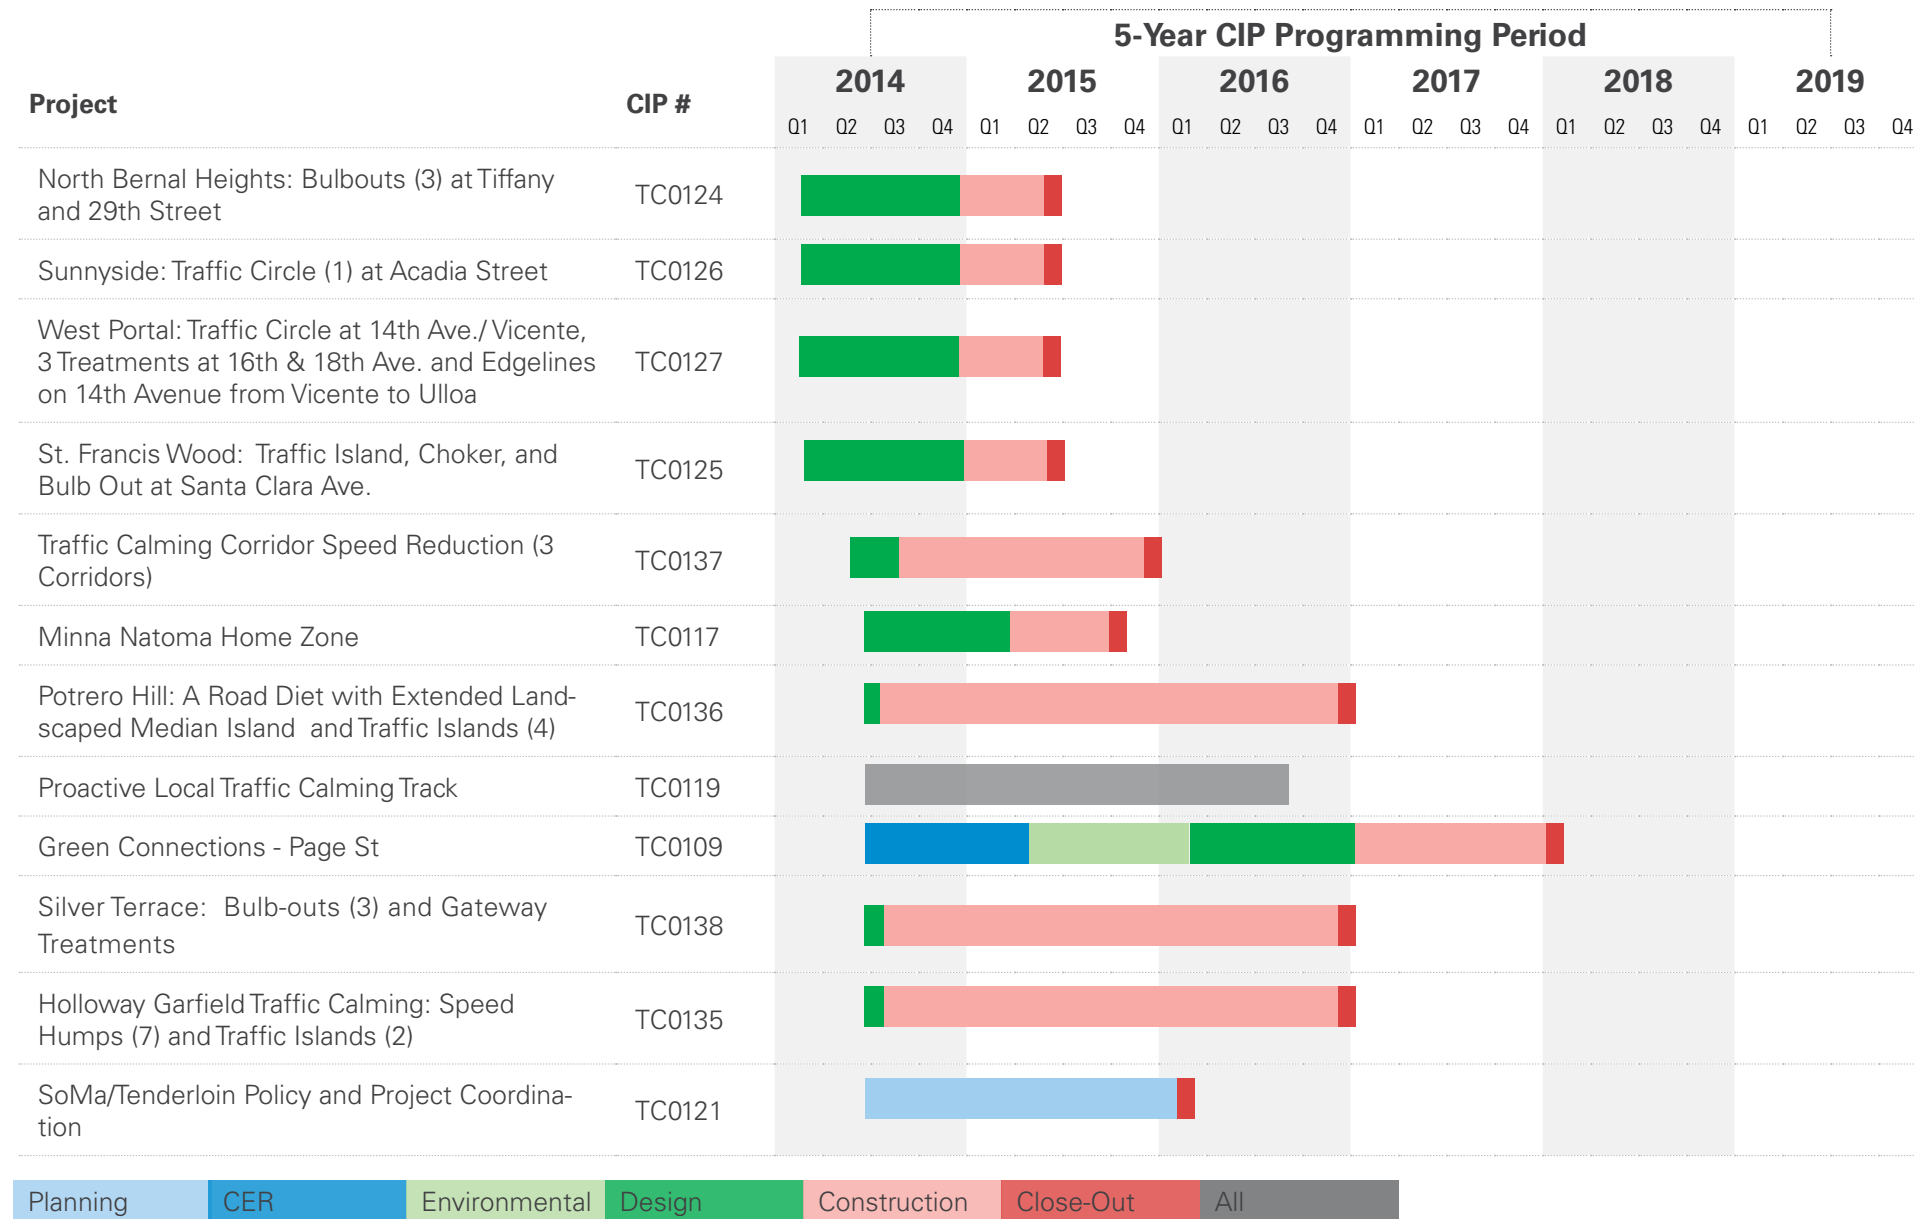 5-Year CIP Programming Period
2014 2015 2016 2017 2018 2019
Project CIP #
Q1 Q2 Q3 Q4 Q1 Q2 Q3 Q4 Q1 Q2 Q3 Q4 Q1 Q2 Q3 Q4 Q1 Q2 Q3 Q4 Q1 Q2 Q3 Q4
North Bernal Heights: Bulbouts (3) at Tiffany
and 29th Street
TC0124
Sunnyside: Traffic Circle (1) at Acadia Street
TC0126
West Portal: Traffic Circle at 14th Ave./ Vicente,
3 Treatments at 16th & 18th Ave. and Edgelines
on 14th Avenue from Vicente to Ulloa
TC0127
St. Francis Wood: Traffic Island, Choker, and
Bulb Out at Santa Clara Ave.
TC0125
Traffic Calming Corridor Speed Reduction (3
Corridors)
TC0137
Minna Natoma Home Zone
TC0117
Potrero Hill: A Road Diet with Extended Land-
scaped Median Island and Traffic Islands (4)
TC0136
Proactive Local Traffic Calming Track
TC0119
Green Connections - Page St
TC0109
Silver Terrace: Bulb-outs (3) and Gateway
Treatments
TC0138
Holloway Garfield Traffic Calming: Speed
Humps (7) and Traffic Islands (2)
TC0135
SoMa/Tenderloin Policy and Project Coordina-
tion
TC0121
Planning CER Environmental Design Construction Close-Out All